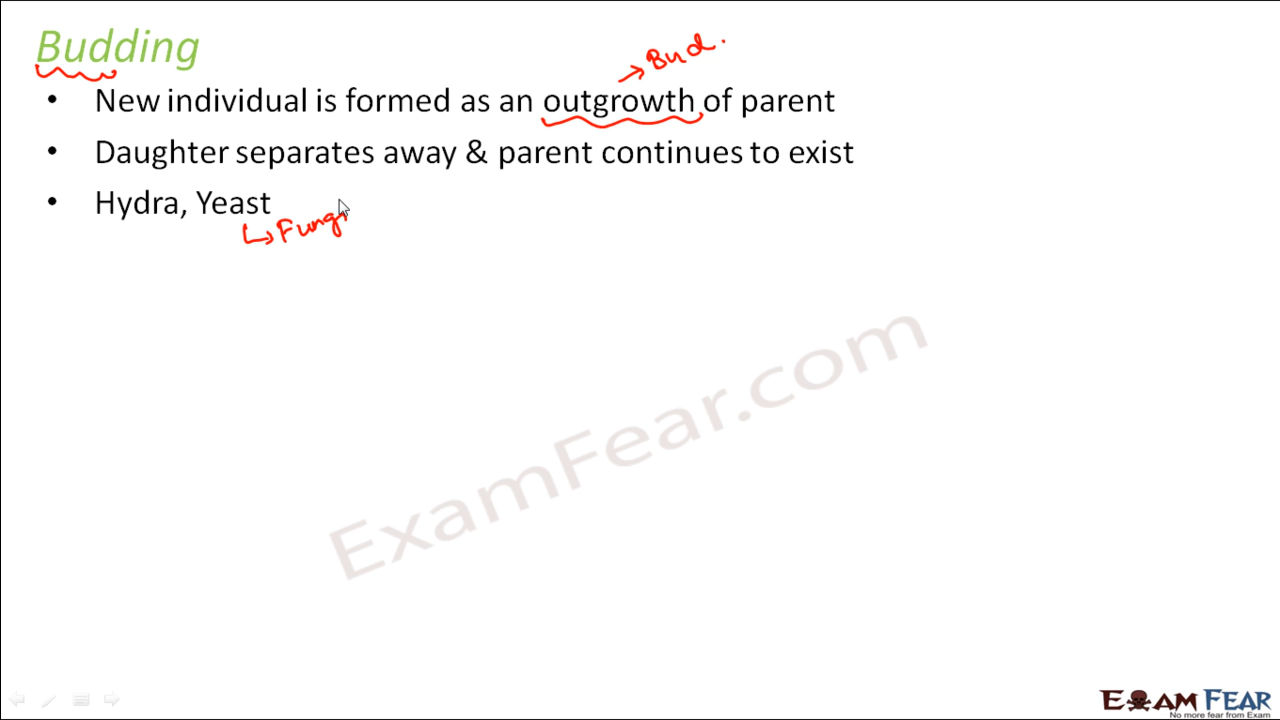 Budding
→ Bud.
• New individual is formed as an outgrowth of parent
• Daughter separates away & parent continues to exist
• Hydra, Yeast
↳ Fungi
ExamFear.com
EXAM FEAR
No more fear from Exam